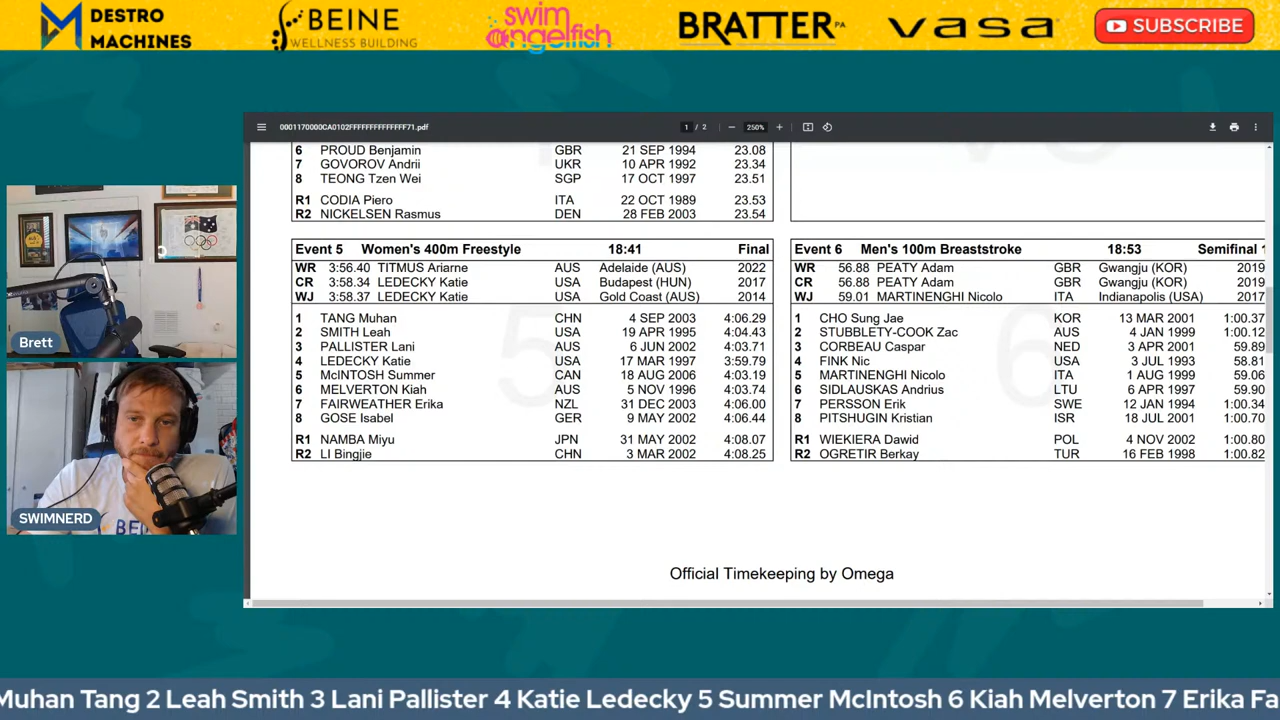 DESTRO MACHINES
BEINE WELLNESS BUILDING
swim angelfish
BRATTER PA
vasa
SUBSCRIBE
0001170000CA0102FFFFFFFFFFFFFF71.pdf
1 / 2
250%
6 PROUD Benjamin GBR 21 SEP 1994 23.08
7 GOVOROV Andrii UKR 10 APR 1992 23.34
8 TEONG Tzen Wei SGP 17 OCT 1997 23.51
R1 CODIA Piero ITA 22 OCT 1989 23.53
R2 NICKELSEN Rasmus DEN 28 FEB 2003 23.54
Event 5 Women's 400m Freestyle 18:41 Final
WR 3:56.40 TITMUS Ariarne AUS Adelaide (AUS) 2022
CR 3:58.34 LEDECKY Katie USA Budapest (HUN) 2017
WJ 3:58.37 LEDECKY Katie USA Gold Coast (AUS) 2014
1 TANG Muhan CHN 4 SEP 2003 4:06.29
2 SMITH Leah USA 19 APR 1995 4:04.43
3 PALLISTER Lani AUS 6 JUN 2002 4:03.71
4 LEDECKY Katie USA 17 MAR 1997 3:59.79
5 McINTOSH Summer CAN 18 AUG 2006 4:03.19
6 MELVERTON Kiah AUS 5 NOV 1996 4:03.74
7 FAIRWEATHER Erika NZL 31 DEC 2003 4:06.00
8 GOSE Isabel GER 9 MAY 2002 4:06.44
R1 NAMBA Miyu JPN 31 MAY 2002 4:08.07
R2 LI Bingjie CHN 3 MAR 2002 4:08.25
Event 6 Men's 100m Breaststroke 18:53 Semifinal 1
WR 56.88 PEATY Adam GBR Gwangju (KOR) 2019
CR 56.88 PEATY Adam GBR Gwangju (KOR) 2019
WJ 59.01 MARTINENGHI Nicolo ITA Indianapolis (USA) 2017
1 CHO Sung Jae KOR 13 MAR 2001 1:00.37
2 STUBBLETY-COOK Zac AUS 4 JAN 1999 1:00.12
3 CORBEAU Caspar NED 3 APR 2001 59.89
4 FINK Nic USA 3 JUL 1993 58.81
5 MARTINENGHI Nicolo ITA 1 AUG 1999 59.06
6 SIDLAUSKAS Andrius LTU 6 APR 1997 59.90
7 PERSSON Erik SWE 12 JAN 1994 1:00.34
8 PITSHUGIN Kristian ISR 18 JUL 2001 1:00.70
R1 WIEKIERA Dawid POL 4 NOV 2002 1:00.80
R2 OGRETIR Berkay TUR 16 FEB 1998 1:00.82
Official Timekeeping by Omega
Brett
SWIMNERD
BEIN
Muhan Tang 2 Leah Smith 3 Lani Pallister 4 Katie Ledecky 5 Summer McIntosh 6 Kiah Melverton 7 Erika Fa